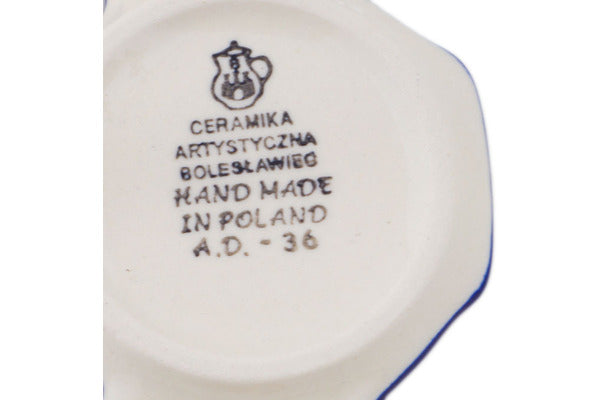 CERAMIKA
ARTYSTYCZNA
BOLESŁAWIEC
HAND MADE
IN POLAND
A.D. - 36